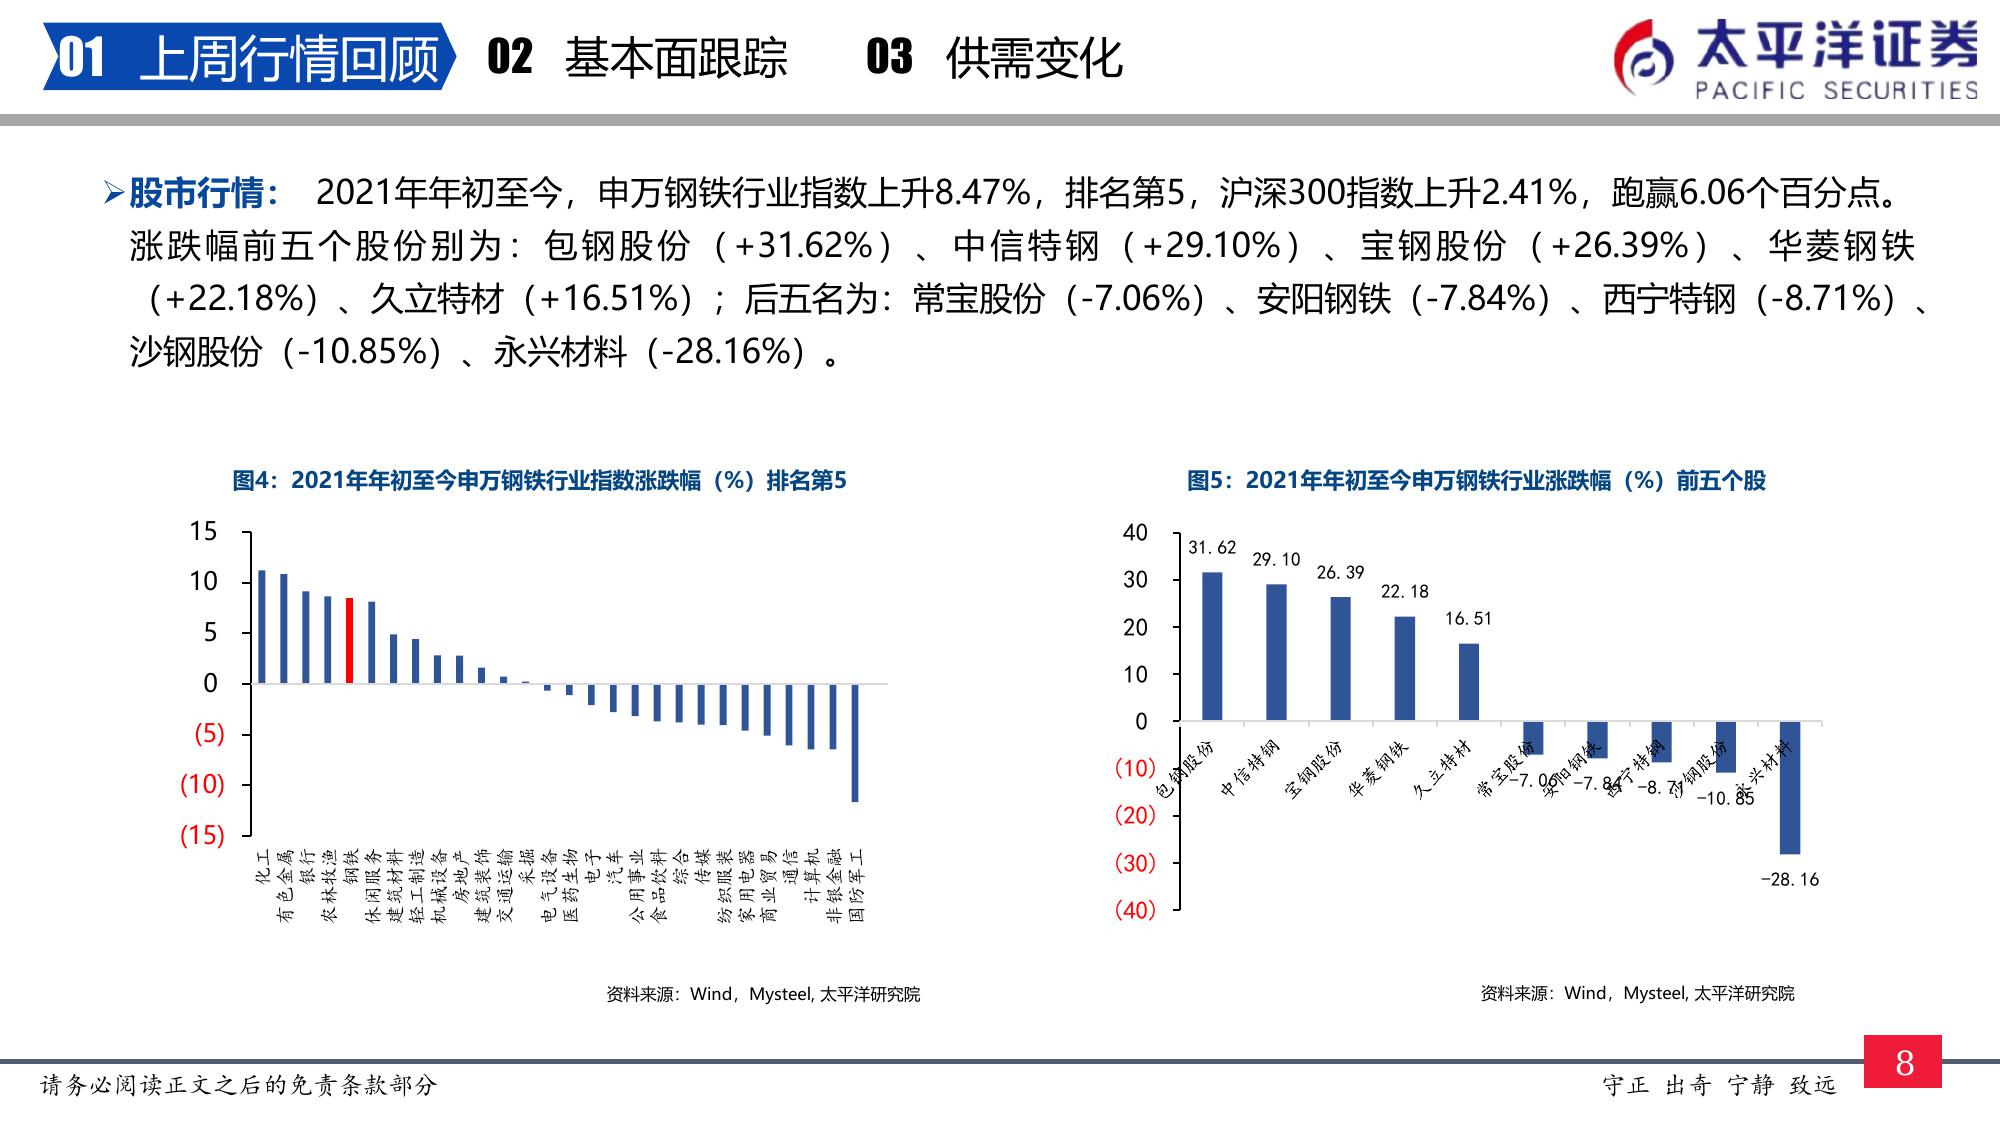 01 上周行情回顾 02 基本面跟踪 03 供需变化
太平洋证券
PACIFIC SECURITIES
➢股市行情： 2021年年初至今，申万钢铁行业指数上升8.47%，排名第5，沪深300指数上升2.41%，跑赢6.06个百分点。
涨跌幅前五个股份别为：包钢股份（+31.62%）、中信特钢（+29.10%）、宝钢股份（+26.39%）、华菱钢铁
（+22.18%）、久立特材（+16.51%）；后五名为：常宝股份（-7.06%）、安阳钢铁（-7.84%）、西宁特钢（-8.71%）、
沙钢股份（-10.85%）、永兴材料（-28.16%）。
图4：2021年年初至今申万钢铁行业指数涨跌幅（%）排名第5
15
10
5
0
(5)
(10)
(15)
化工
有色金属
银行
农林牧渔
钢铁
休闲服务
建筑材料
轻工制造
机械设备
房地产
建筑装饰
交通运输
采掘
电气设备
医药生物
电子
汽车
公用事业
食品饮料
综合
传媒
纺织服装
家用电器
商业贸易
通信
计算机
非银金融
国防军工
资料来源：Wind，Mysteel, 太平洋研究院
图5：2021年年初至今申万钢铁行业涨跌幅（%）前五个股
40
30
20
10
0
(10)
(20)
(30)
(40)
31.62
29.10
26.39
22.18
16.51
-7.06
-7.84
-8.71
-10.85
-28.16
包钢股份
中信特钢
宝钢股份
华菱钢铁
久立特材
常宝股份
安阳钢铁
西宁特钢
沙钢股份
永兴材料
资料来源：Wind，Mysteel, 太平洋研究院
请务必阅读正文之后的免责条款部分
守正 出奇 宁静 致远
8